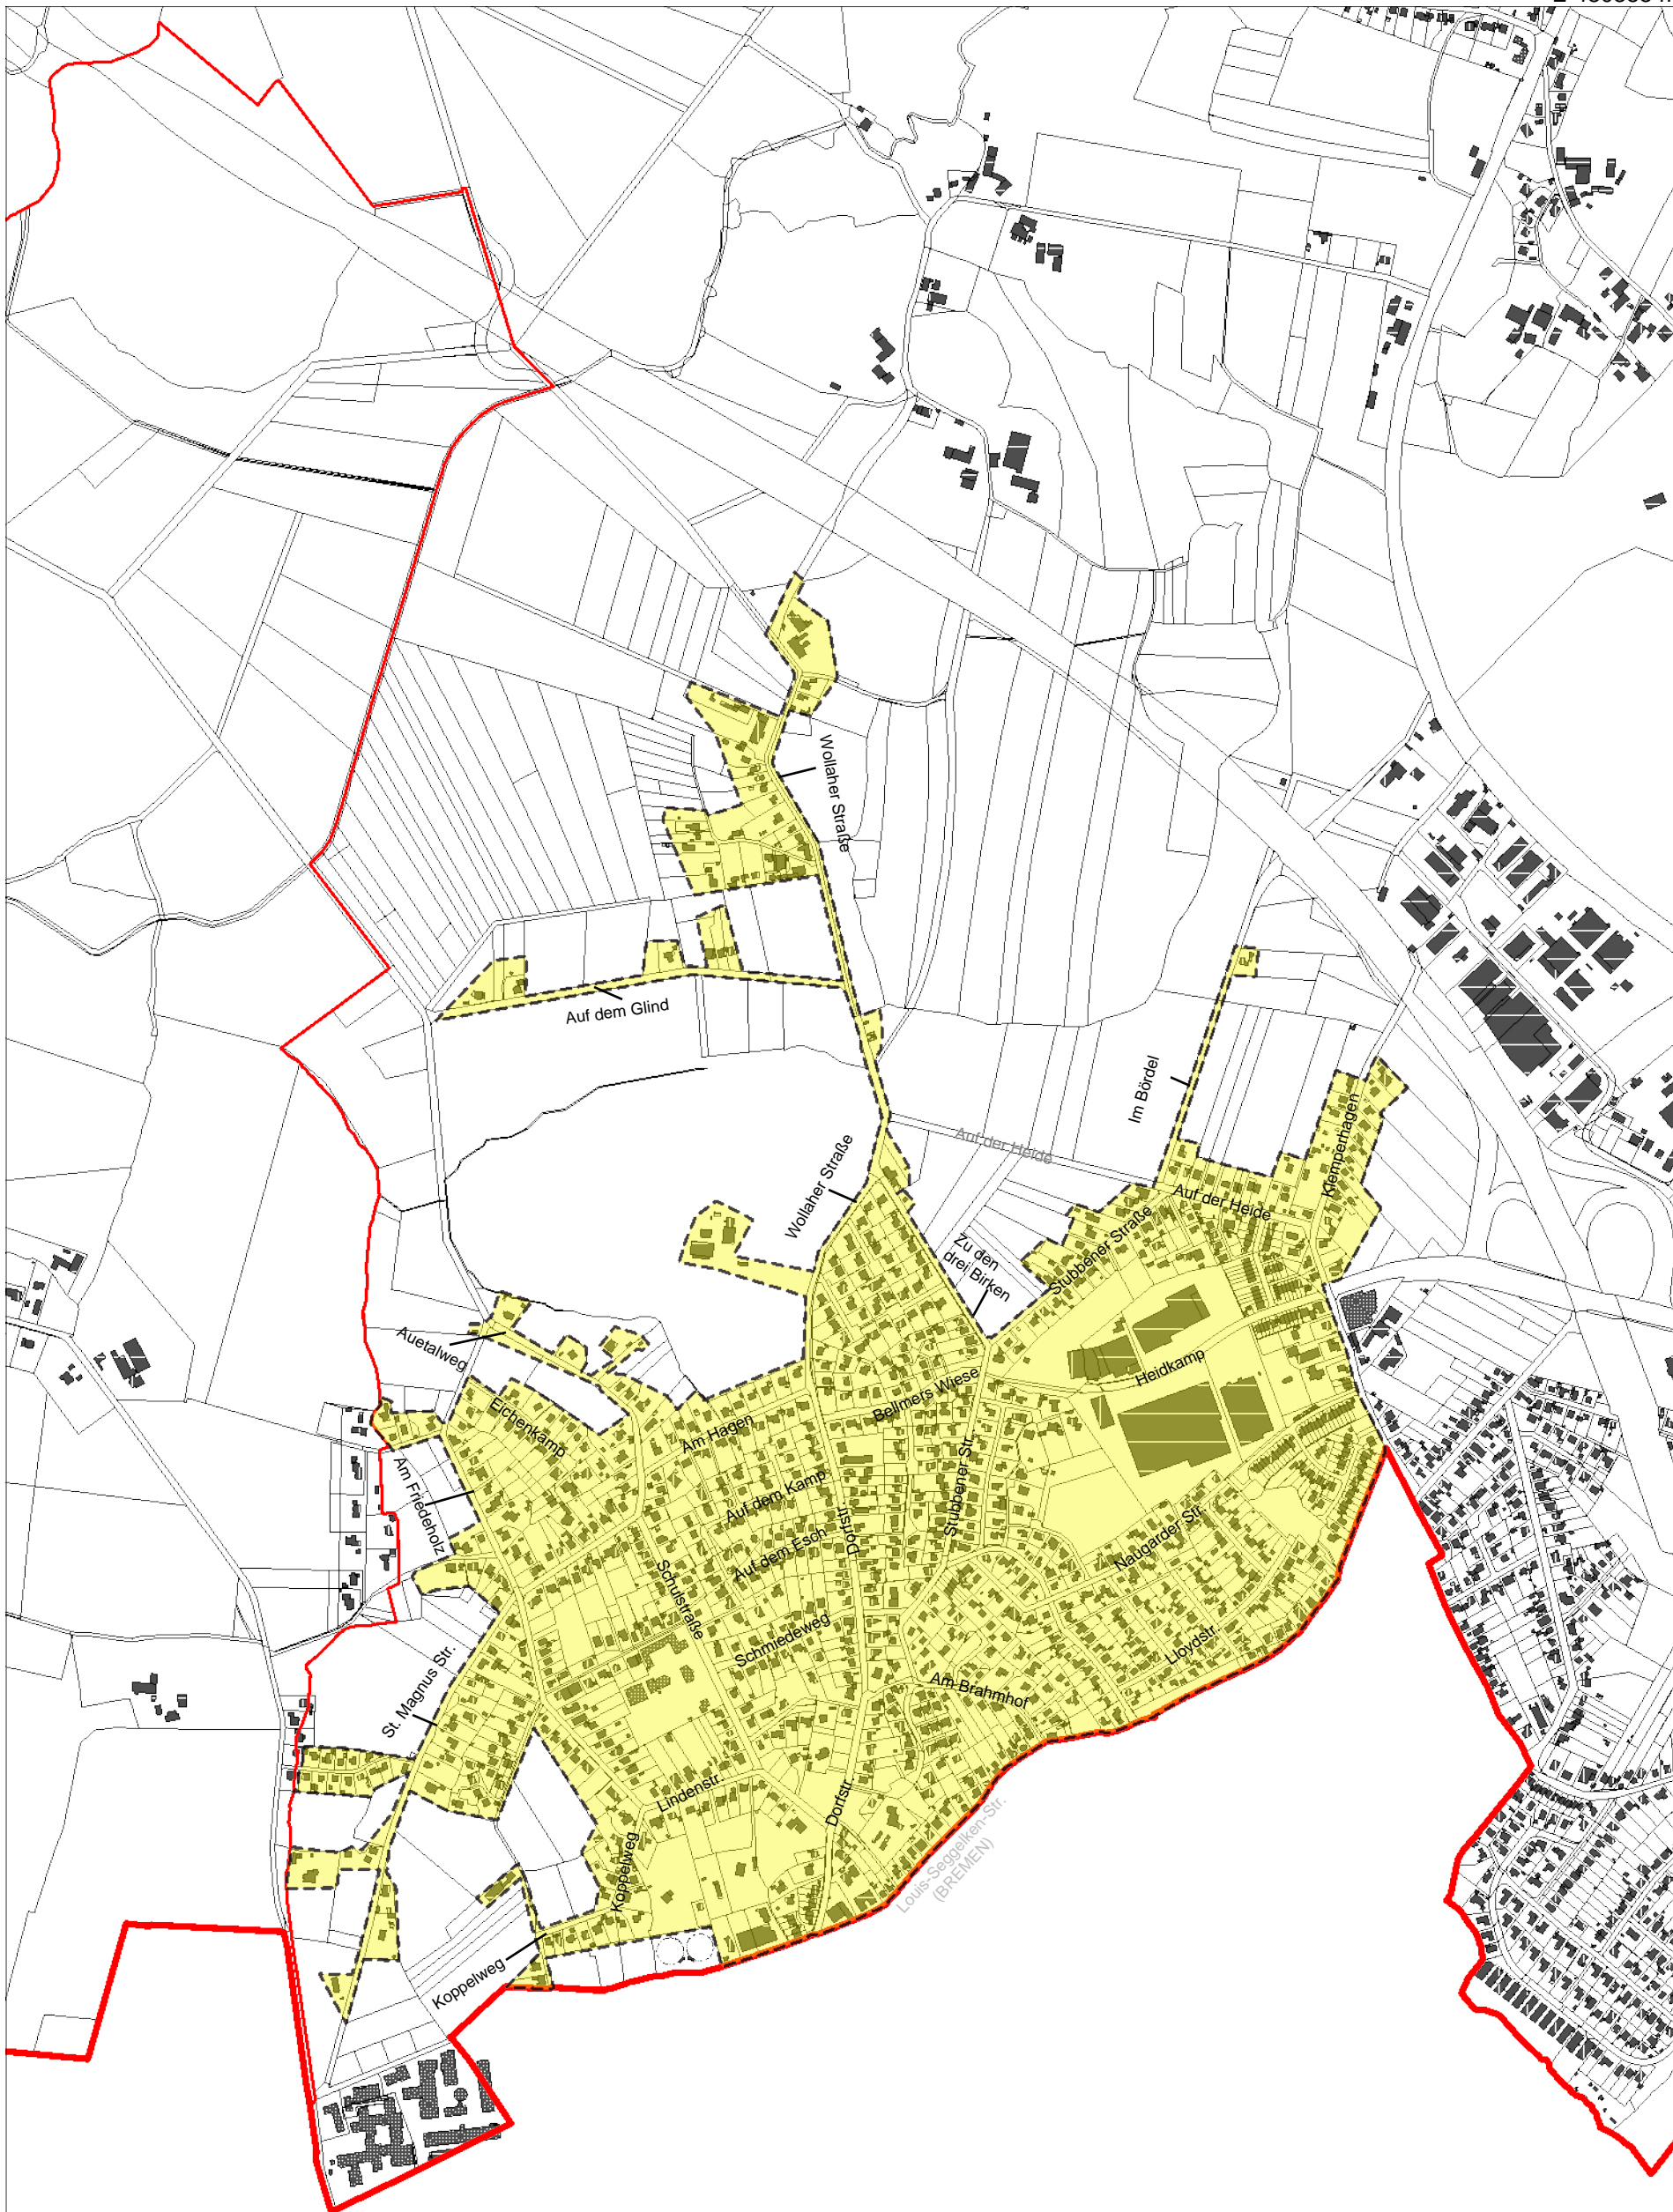 Wollaher Straße
Auf dem Glind
Im Bördel
Auf der Heide
Klemperhagen
Wollaher Straße
Auf der Heide
Stubbener Straße
Zu den
drei Birken
Auetalweg
Heidkamp
Bellmers Wiese
Eichenkamp
Am Hagen
Am Friedeholz
Auf dem Kamp
Stubbener Str.
Dorfstr.
Auf dem Esch
Naugarder Str.
Schulstraße
Schmiedeweg
Lloydstr.
St. Magnus Str.
Am Brahmhof
Lindenstr.
Dorfstr.
Koppelweg
Louis-Seggelken-Str.
(BREMEN)
Koppelweg